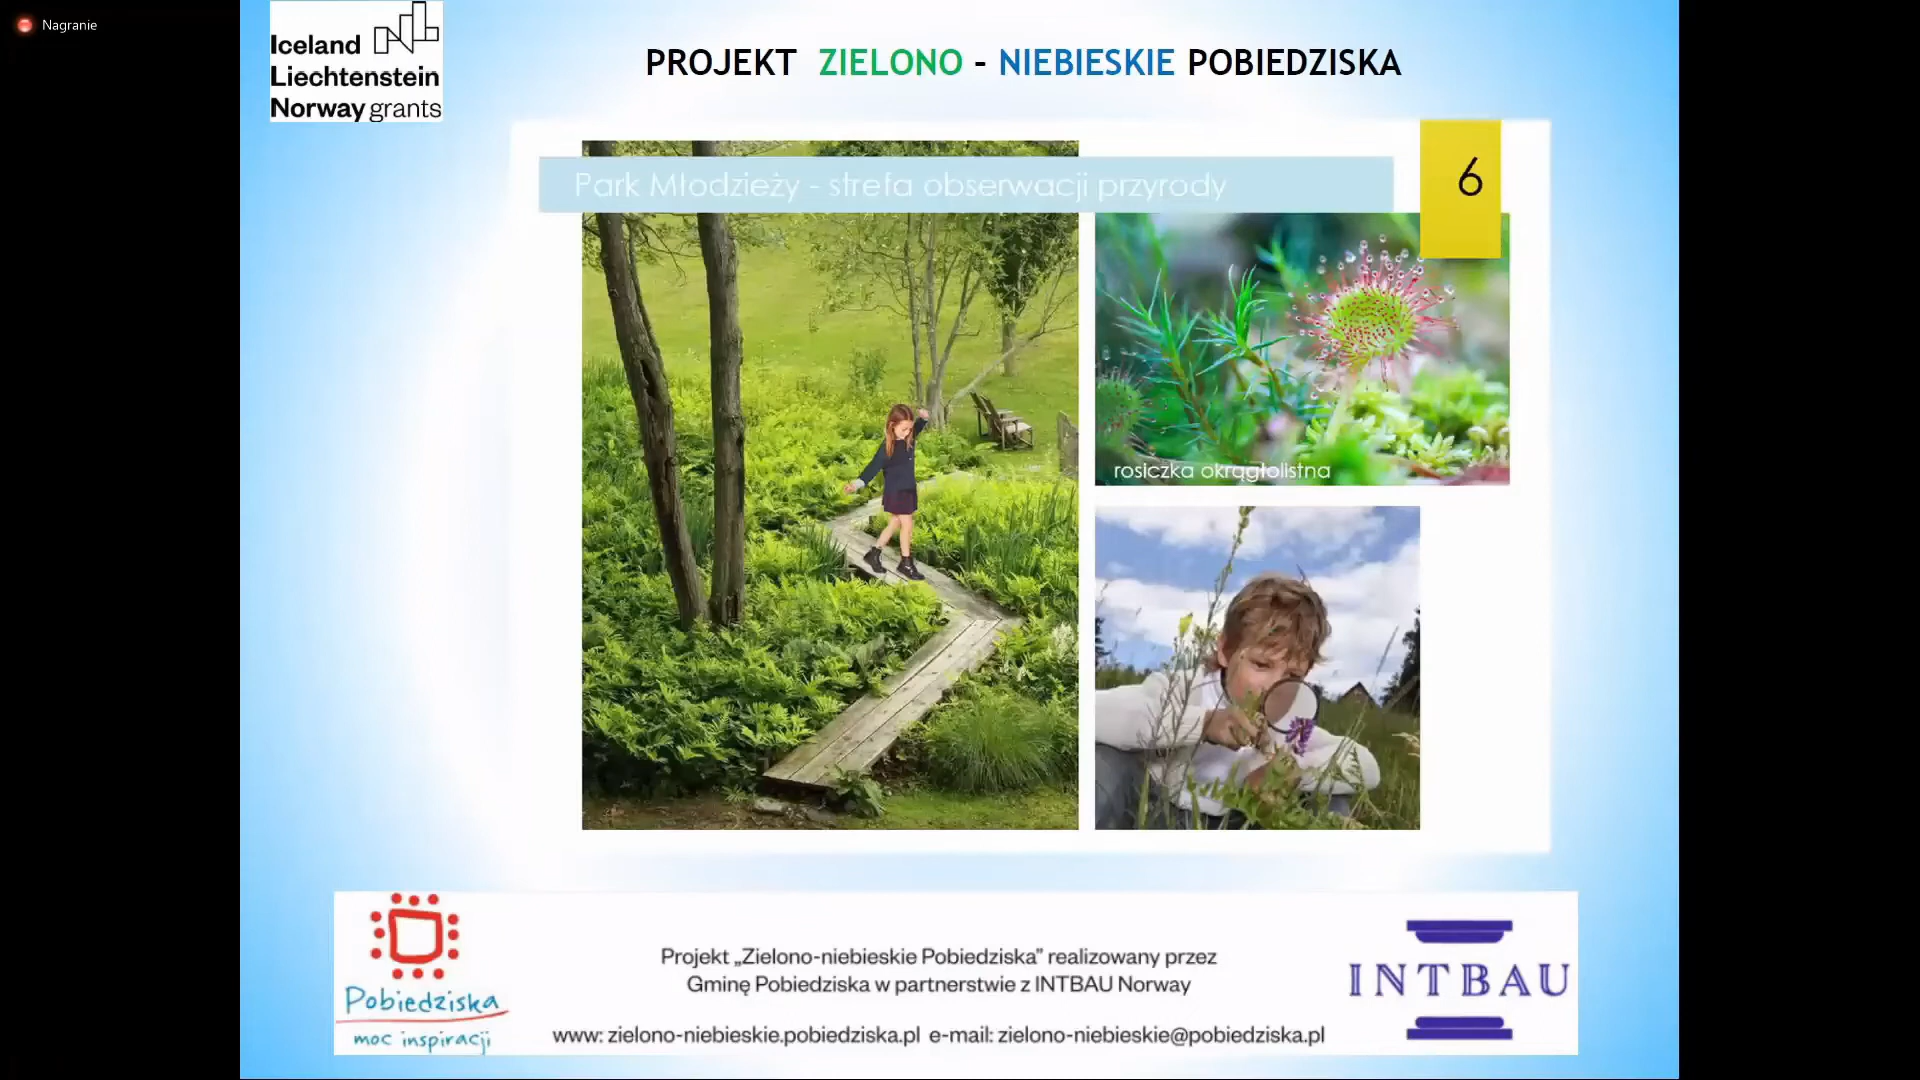 Nagranie
Iceland
Liechtenstein
Norway grants
PROJEKT ZIELONO - NIEBIESKIE POBIEDZISKA
Park Młodzieży - strefa obserwacji przyrody
6
rosiczka okrągłolistna
Pobiedziska
moc inspiracji
Projekt „Zielono-niebieskie Pobiedziska” realizowany przez
Gminę Pobiedziska w partnerstwie z INTBAU Norway
www: zielono-niebieskie.pobiedziska.pl e-mail: zielono-niebieskie@pobiedziska.pl
INTBAU